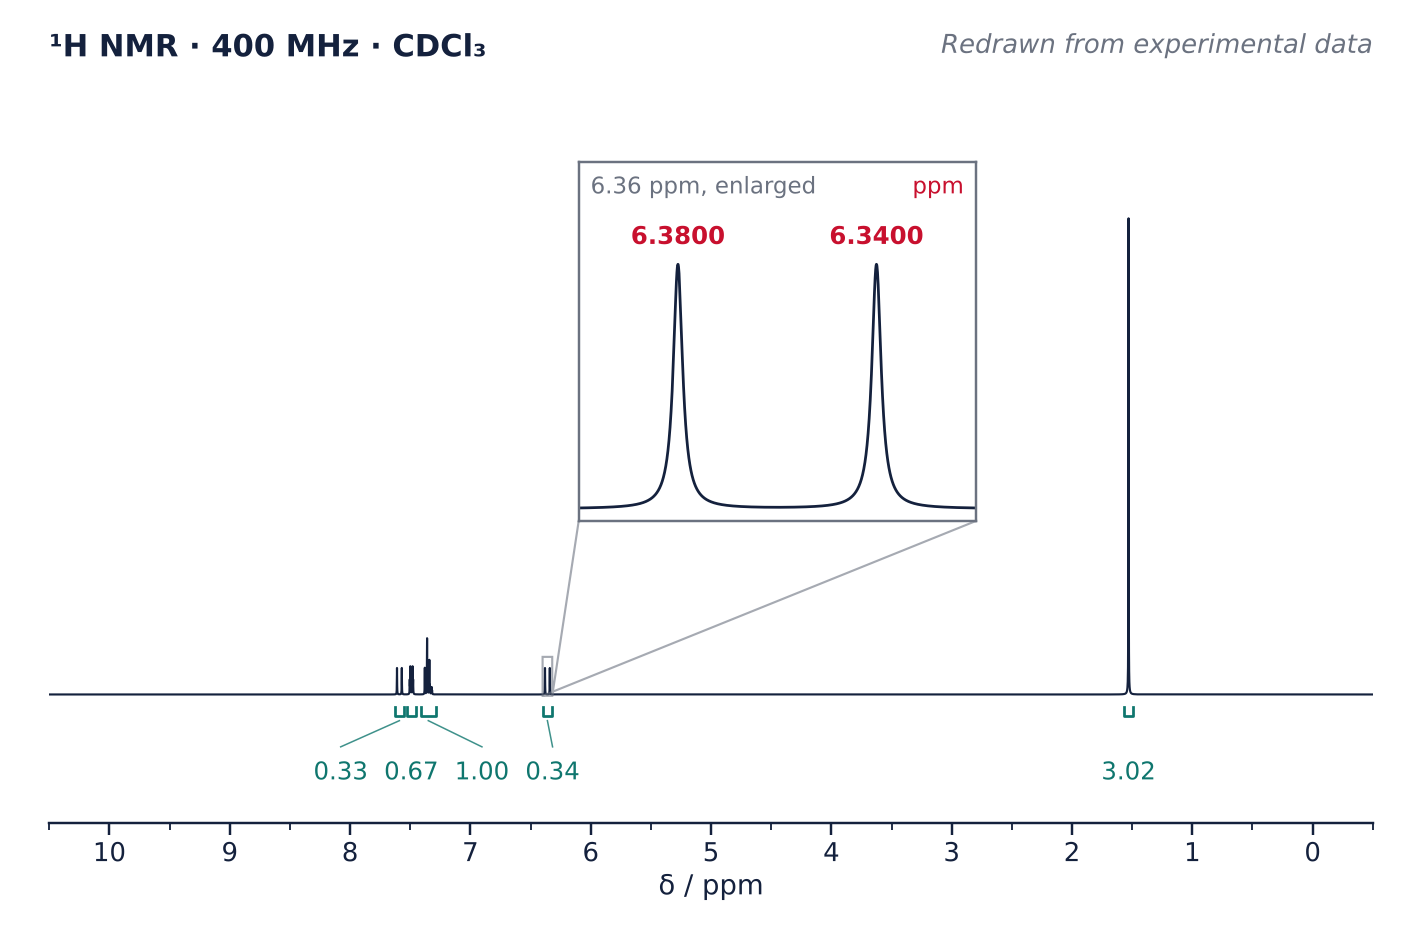 ¹H NMR · 400 MHz · CDCl₃
Redrawn from experimental data
6.36 ppm, enlarged ppm
6.3800 6.3400
0.33 0.67 1.00 0.34 3.02
10 9 8 7 6 5 4 3 2 1 0
δ / ppm